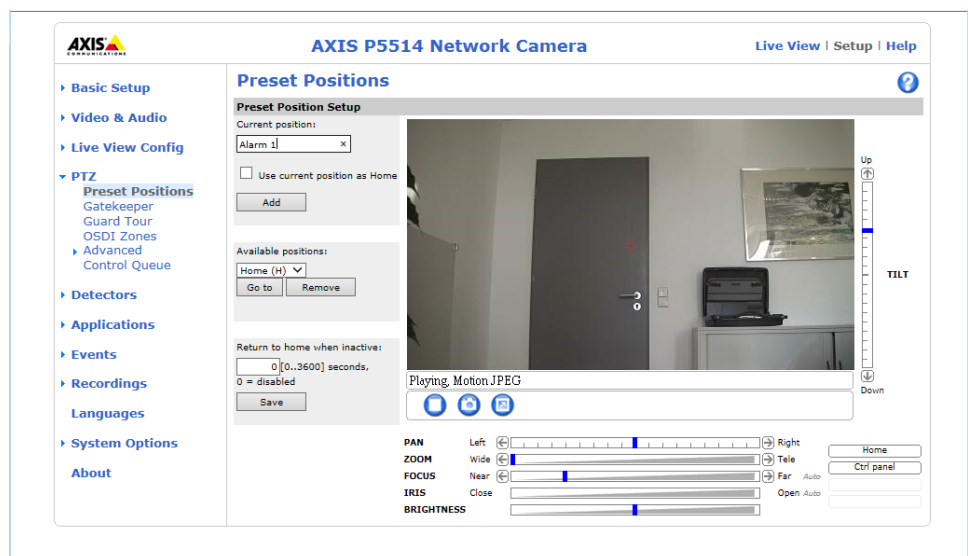 AXIS
COMMUNICATIONS
AXIS P5514 Network Camera
Live View | Setup | Help
Basic Setup
Video & Audio
Live View Config
PTZ
Preset Positions
Gatekeeper
Guard Tour
OSDI Zones
Advanced
Control Queue
Detectors
Applications
Events
Recordings
Languages
System Options
About
Preset Positions
?
Preset Position Setup
Current position:
Alarm 1 ×
Use current position as Home
Add
Available positions:
Home (H)
Go to Remove
Return to home when inactive:
0 [0..3600] seconds,
0 = disabled
Save
Up
TILT
Down
Playing, Motion JPEG
PAN Left Right
ZOOM Wide Tele
FOCUS Near Far Auto
IRIS Close Open Auto
BRIGHTNESS
Home
Ctrl panel